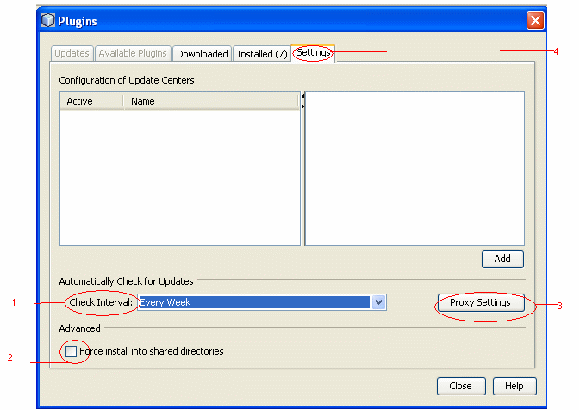 Plugins
Updates Available Plugins Downloaded Installed (7) Settings 4
Configuration of Update Centers
Active Name
Add
Automatically Check for Updates
1 Check Interval: Every Week Proxy Settings 3
Advanced
2 Force install into shared directories
Close Help